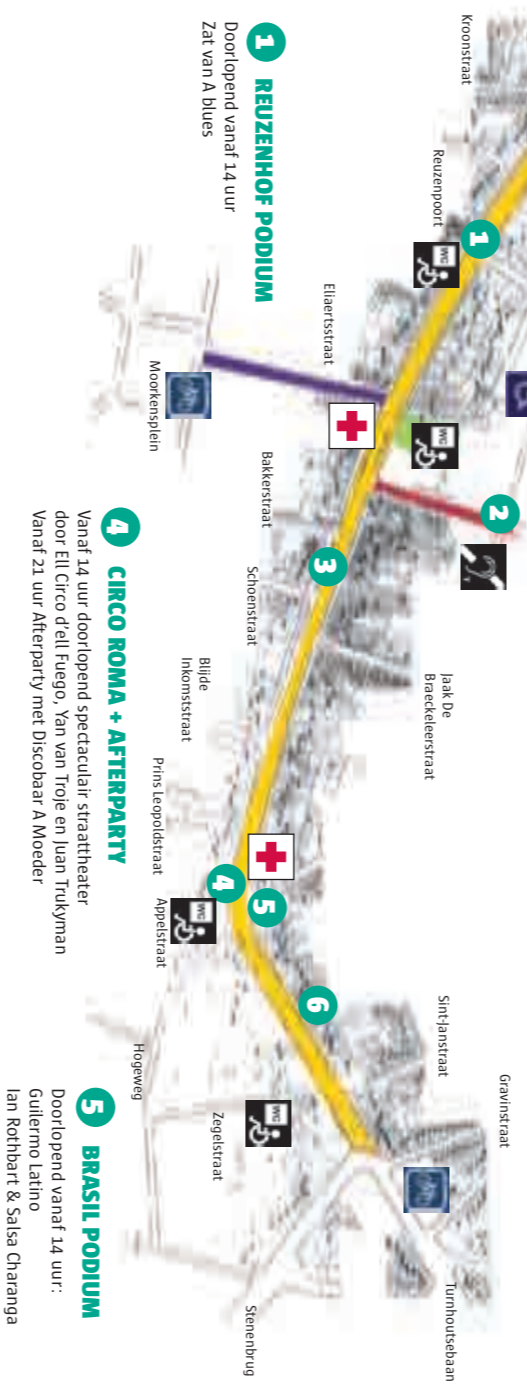 Kroonstraat
Reuzenpoort
1
WC
Eliaertsstraat
Moorkensplein
WC
2
Bakkerstraat
3
Schoenstraat
Jaak De
Braeckeleerstraat
Blijde
Inkomststraat
Prins Leopoldstraat
4
5
Appelstraat
WC
6
Sint-Janstraat
Gravinstraat
Hogeweg
Zegelstraat
WC
Turnhoutsebaan
Stenenbrug
1 REUZENHOF PODIUM
Doorlopend vanaf 14 uur
Zat van A blues
4 CIRCO ROMA + AFTERPARTY
Vanaf 14 uur doorlopend spectaculair straattheater
door Ell Circo d'ell Fuego, Yan van Troje en Juan Trukyman
Vanaf 21 uur Afterparty met Discobaar A Moeder
5 BRASIL PODIUM
Doorlopend vanaf 14 uur:
Guilermo Latino
Ian Rothbart & Salsa Charanga